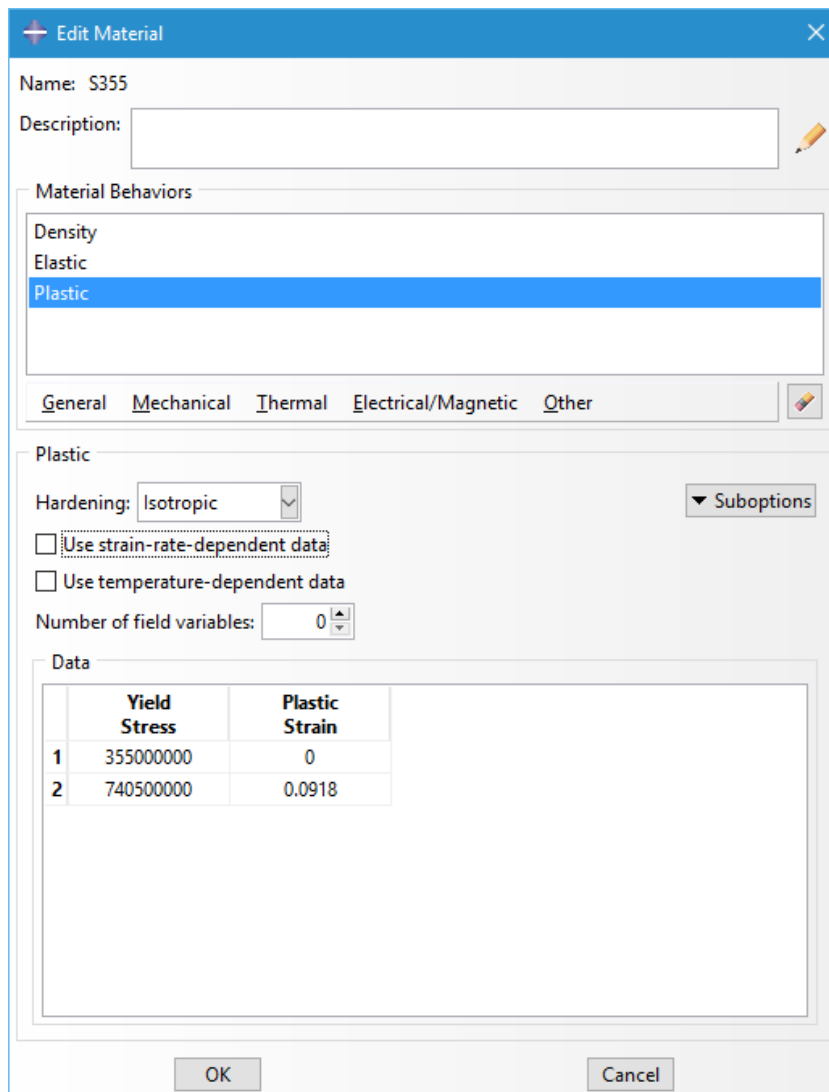 Edit Material
Name: S355
Description:
Material Behaviors
Density
Elastic
Plastic
General Mechanical Thermal Electrical/Magnetic Other
Plastic
Hardening: Isotropic Suboptions
Use strain-rate-dependent data
Use temperature-dependent data
Number of field variables: 0
Data
Yield Plastic
Stress Strain
1 355000000 0
2 740500000 0.0918
OK Cancel